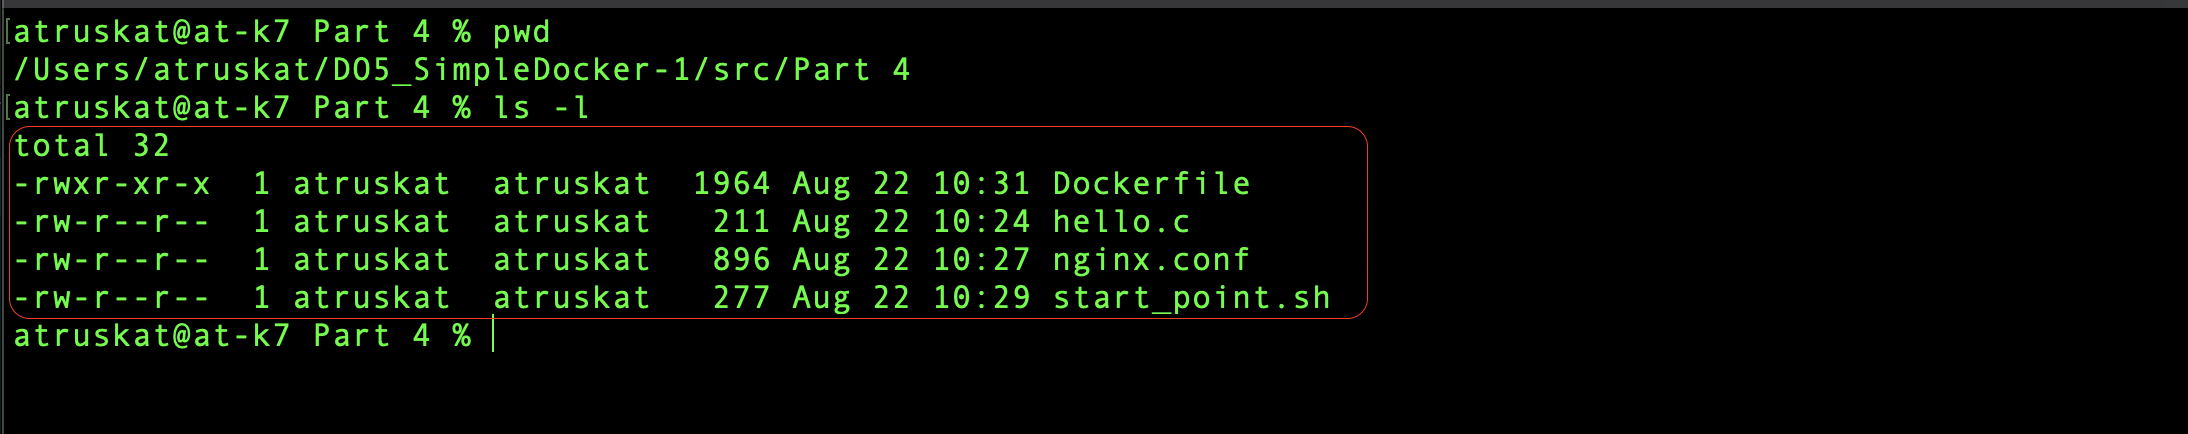 atruskat@at-k7 Part 4 % pwd
/Users/atruskat/DO5_SimpleDocker-1/src/Part 4
atruskat@at-k7 Part 4 % ls -l
total 32
-rwxr-xr-x  1 atruskat  atruskat  1964 Aug 22 10:31 Dockerfile
-rw-r--r--  1 atruskat  atruskat   211 Aug 22 10:24 hello.c
-rw-r--r--  1 atruskat  atruskat   896 Aug 22 10:27 nginx.conf
-rw-r--r--  1 atruskat  atruskat   277 Aug 22 10:29 start_point.sh
atruskat@at-k7 Part 4 %